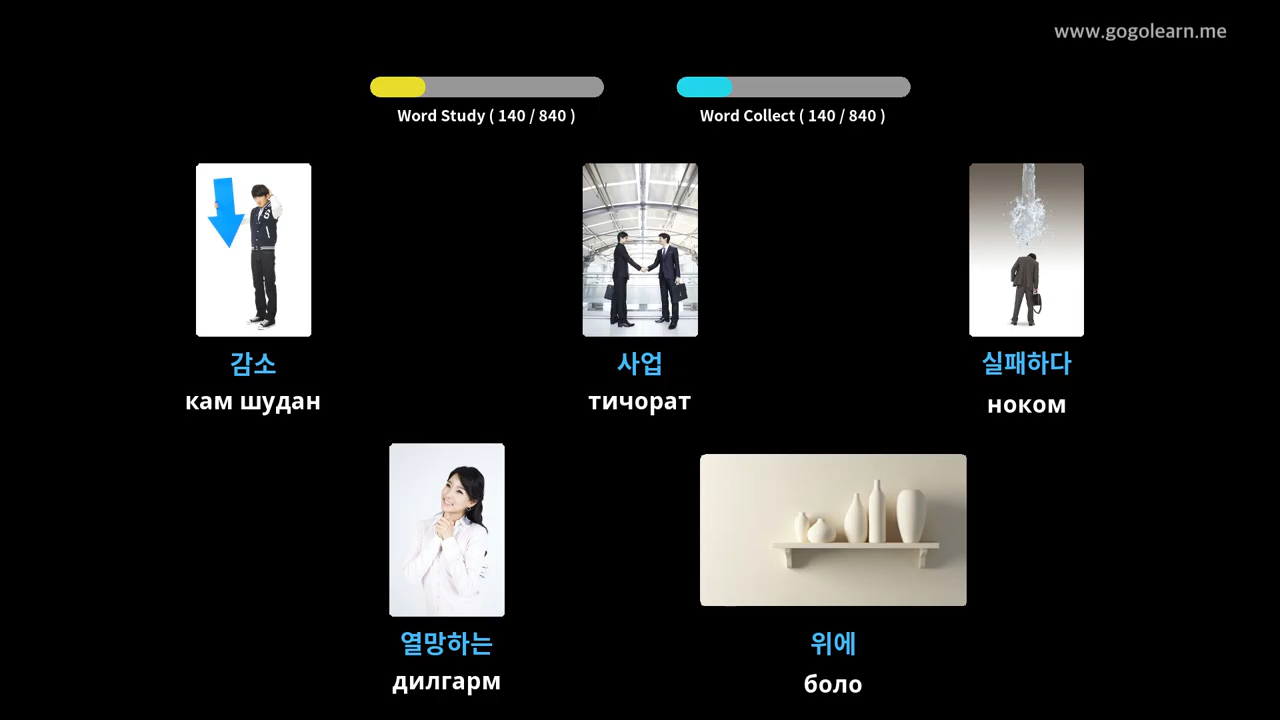 www.gogolearn.me
Word Study ( 140 / 840 )
Word Collect ( 140 / 840 )
감소
кам шудан
사업
тичорат
실패하다
ноком
열망하는
дилгарм
위에
боло